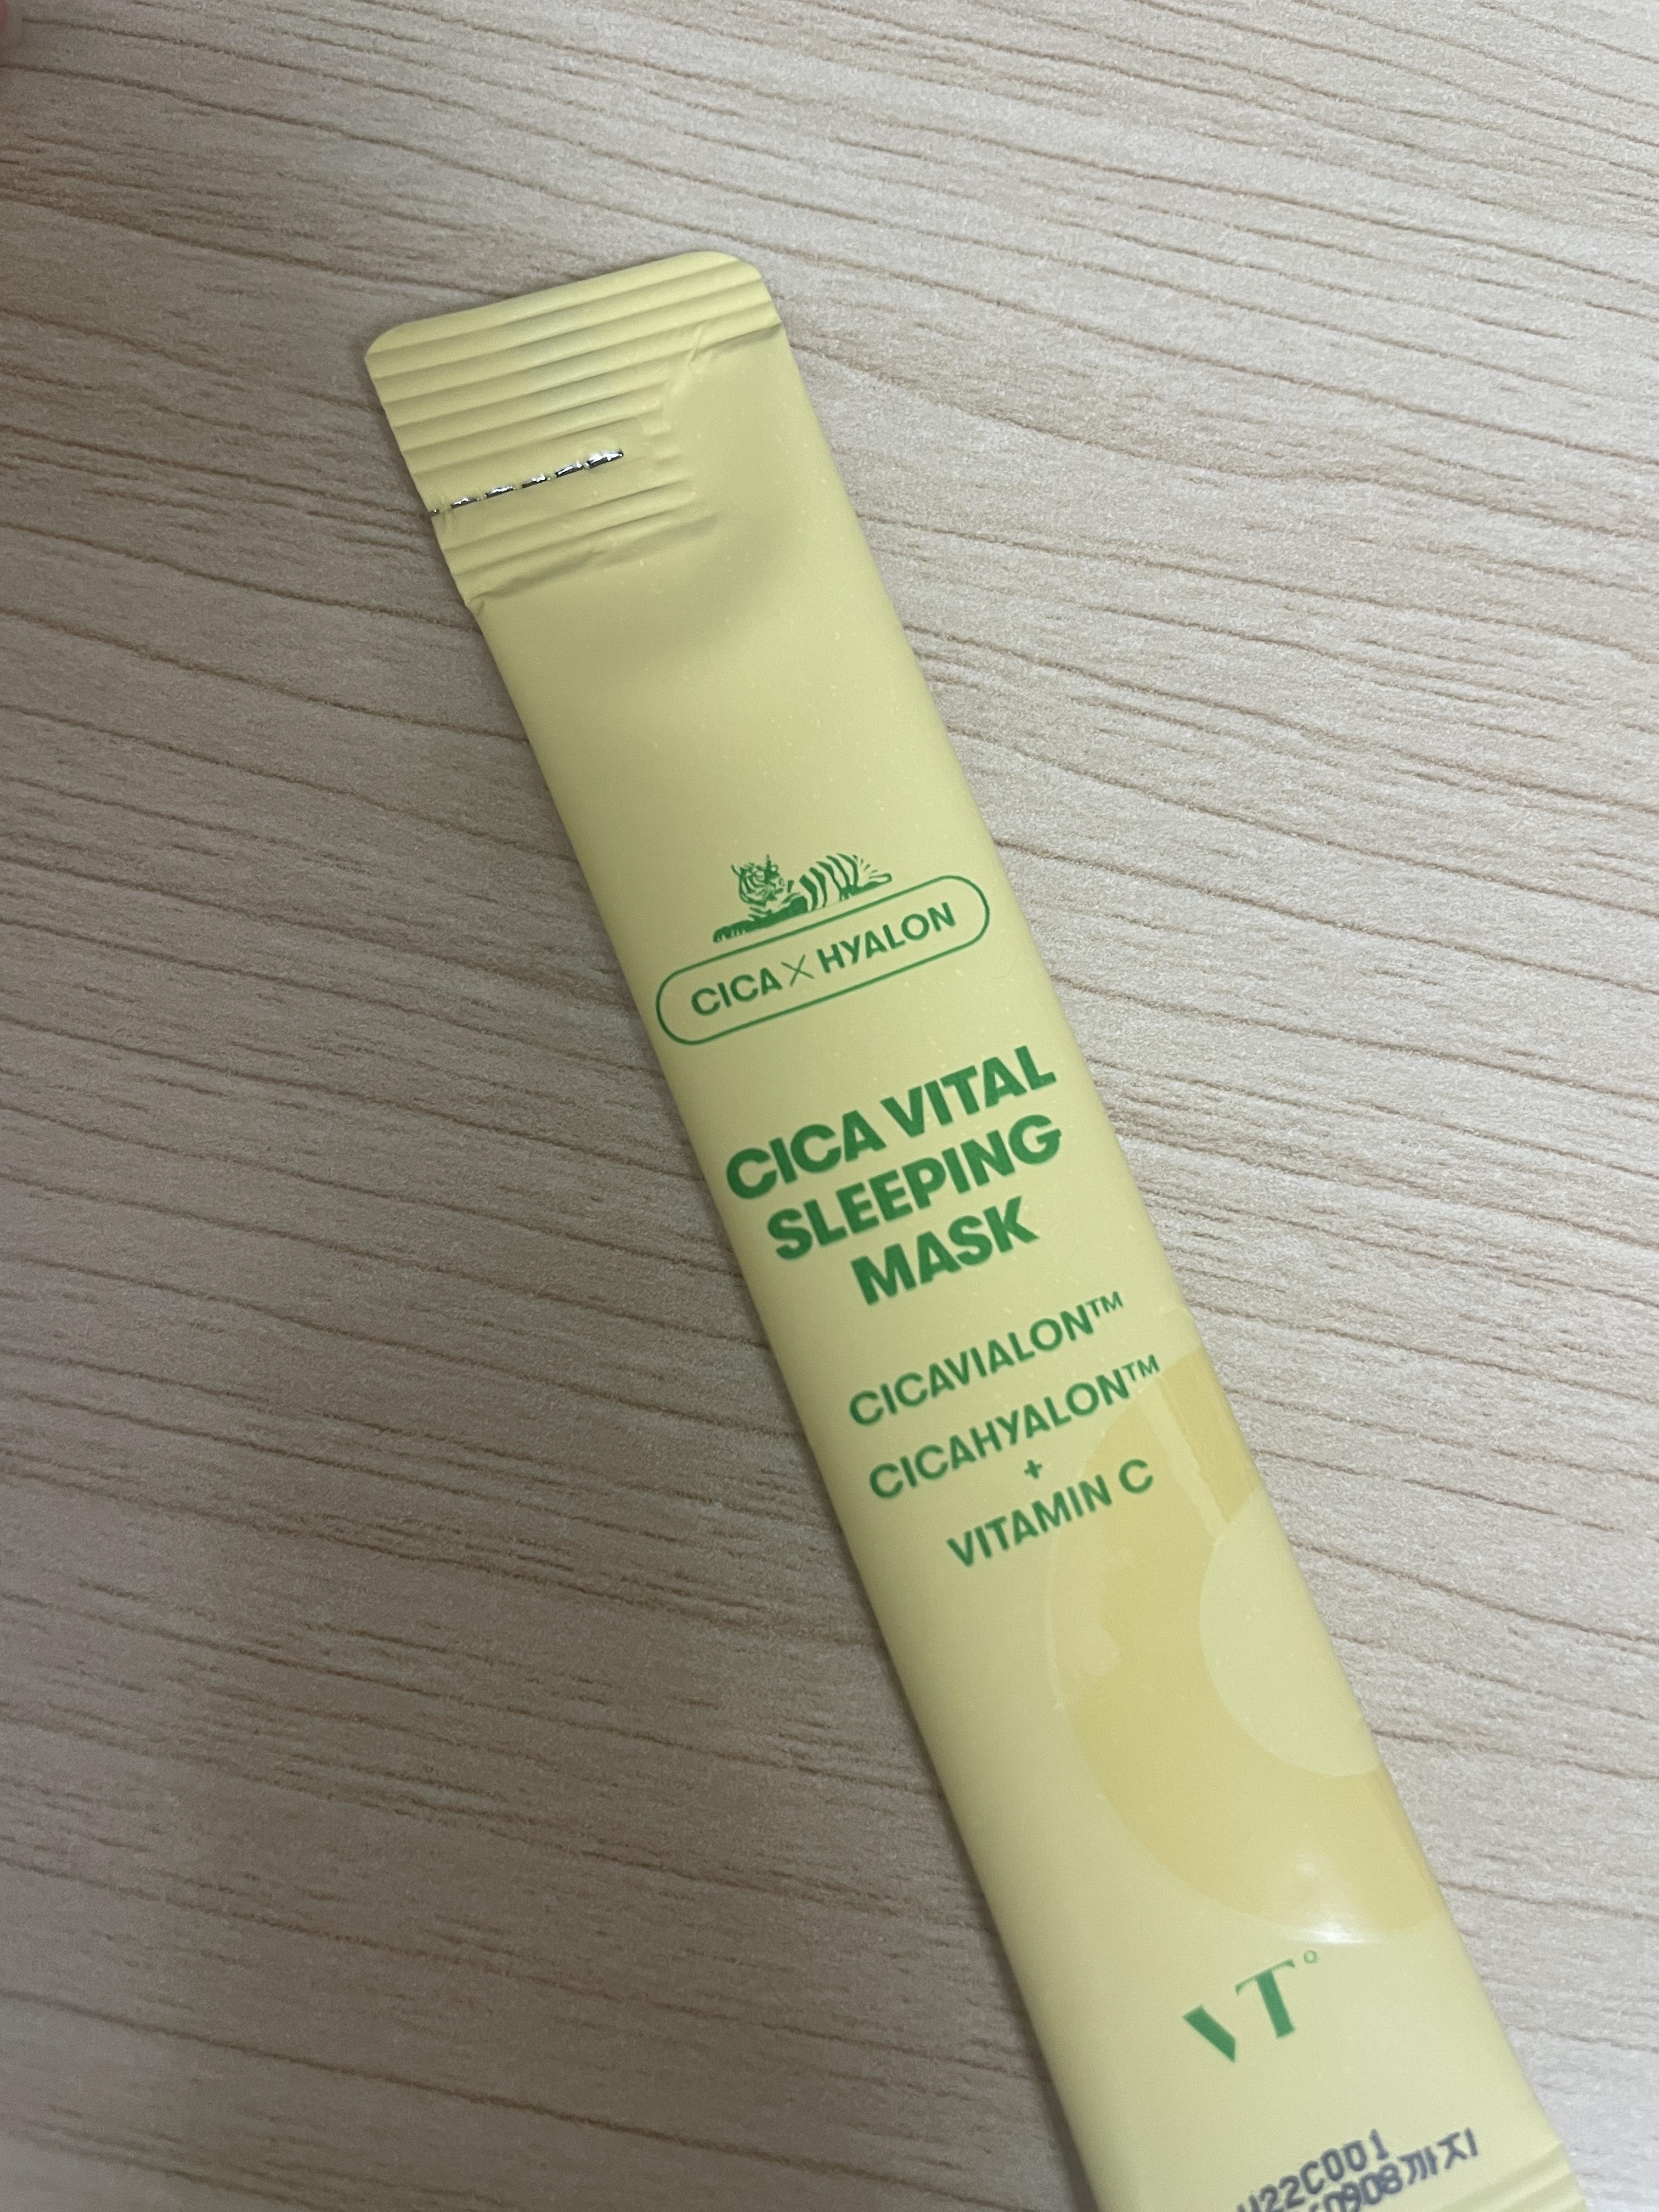 CICA X HYALON
CICA VITAL
SLEEPING
MASK
CICAVIALON™
CICAHYALON™
+
VITAMIN C
VT